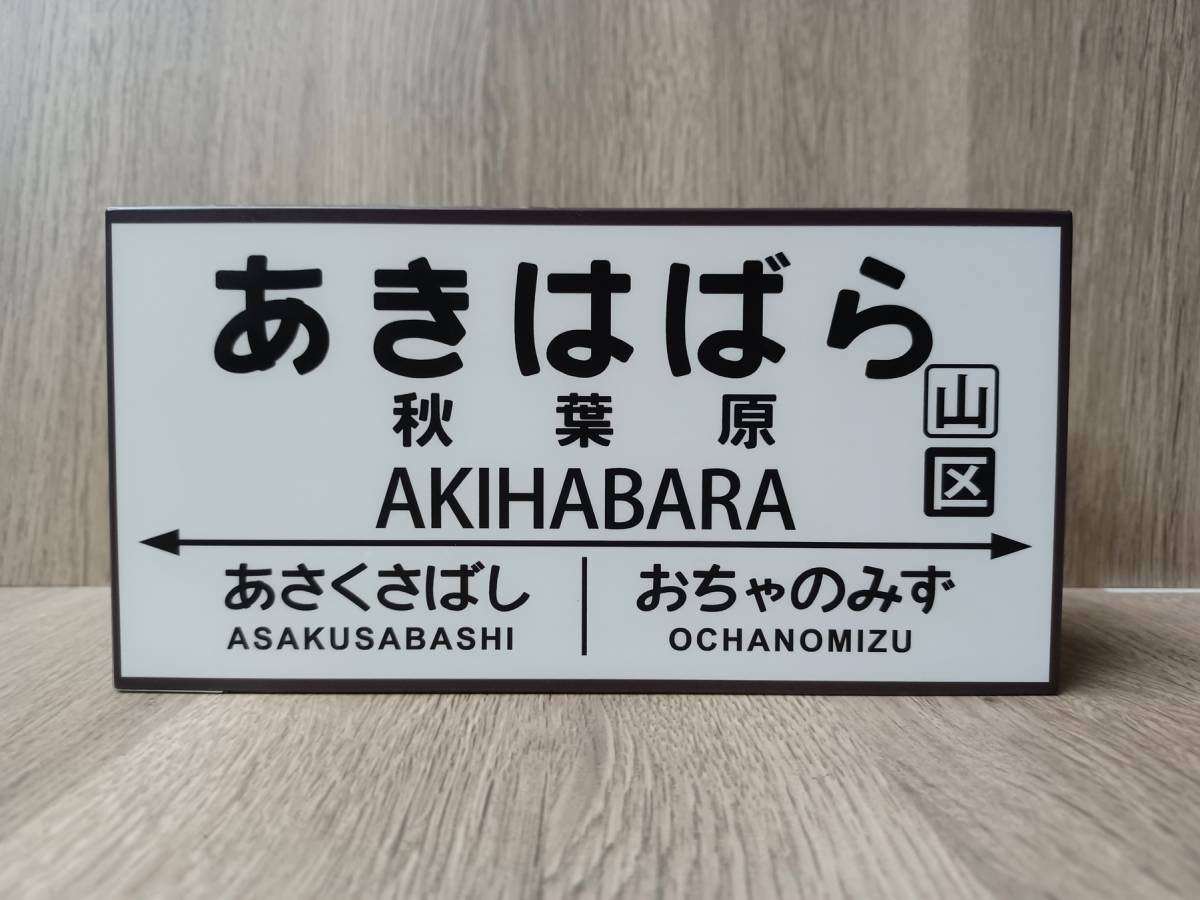 あきはばら
秋葉原
山
区
AKIHABARA
あさくさばし
ASAKUSABASHI
おちゃのみず
OCHANOMIZU